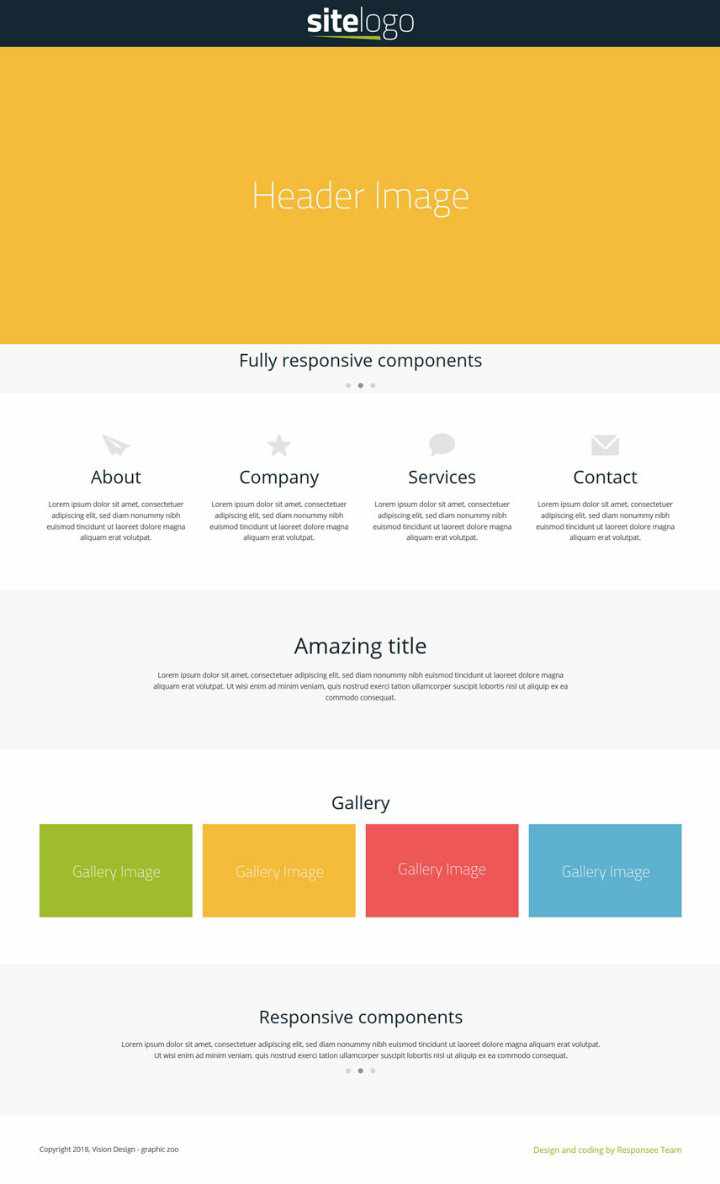 sitelogo
Header Image
Fully responsive components
About
Lorem ipsum dolor sit amet, consectetuer
adipiscing elit, sed diam nonummy nibh
euismod tincidunt ut laoreet dolore magna
aliquam erat volutpat.
Company
Lorem ipsum dolor sit amet, consectetuer
adipiscing elit, sed diam nonummy nibh
euismod tincidunt ut laoreet dolore magna
aliquam erat volutpat.
Services
Lorem ipsum dolor sit amet, consectetuer
adipiscing elit, sed diam nonummy nibh
euismod tincidunt ut laoreet dolore magna
aliquam erat volutpat.
Contact
Lorem ipsum dolor sit amet, consectetuer
adipiscing elit, sed diam nonummy nibh
euismod tincidunt ut laoreet dolore magna
aliquam erat volutpat.
Amazing title
Lorem ipsum dolor sit amet, consectetuer adipiscing elit, sed diam nonummy nibh euismod tincidunt ut laoreet dolore magna
aliquam erat volutpat. Ut wisi enim ad minim veniam, quis nostrud exerci tation ullamcorper suscipit lobortis nisl ut aliquip ex ea
commodo consequat.
Gallery
Gallery Image
Gallery Image
Gallery Image
Gallery Image
Responsive components
Lorem ipsum dolor sit amet, consectetuer adipiscing elit, sed diam nonummy nibh euismod tincidunt ut laoreet dolore magna aliquam erat volutpat.
Ut wisi enim ad minim veniam, quis nostrud exerci tation ullamcorper suscipit lobortis nisl ut aliquip ex ea commodo consequat.
Copyright 2018, Vision Design - graphic zoo
Design and coding by Responsee Team